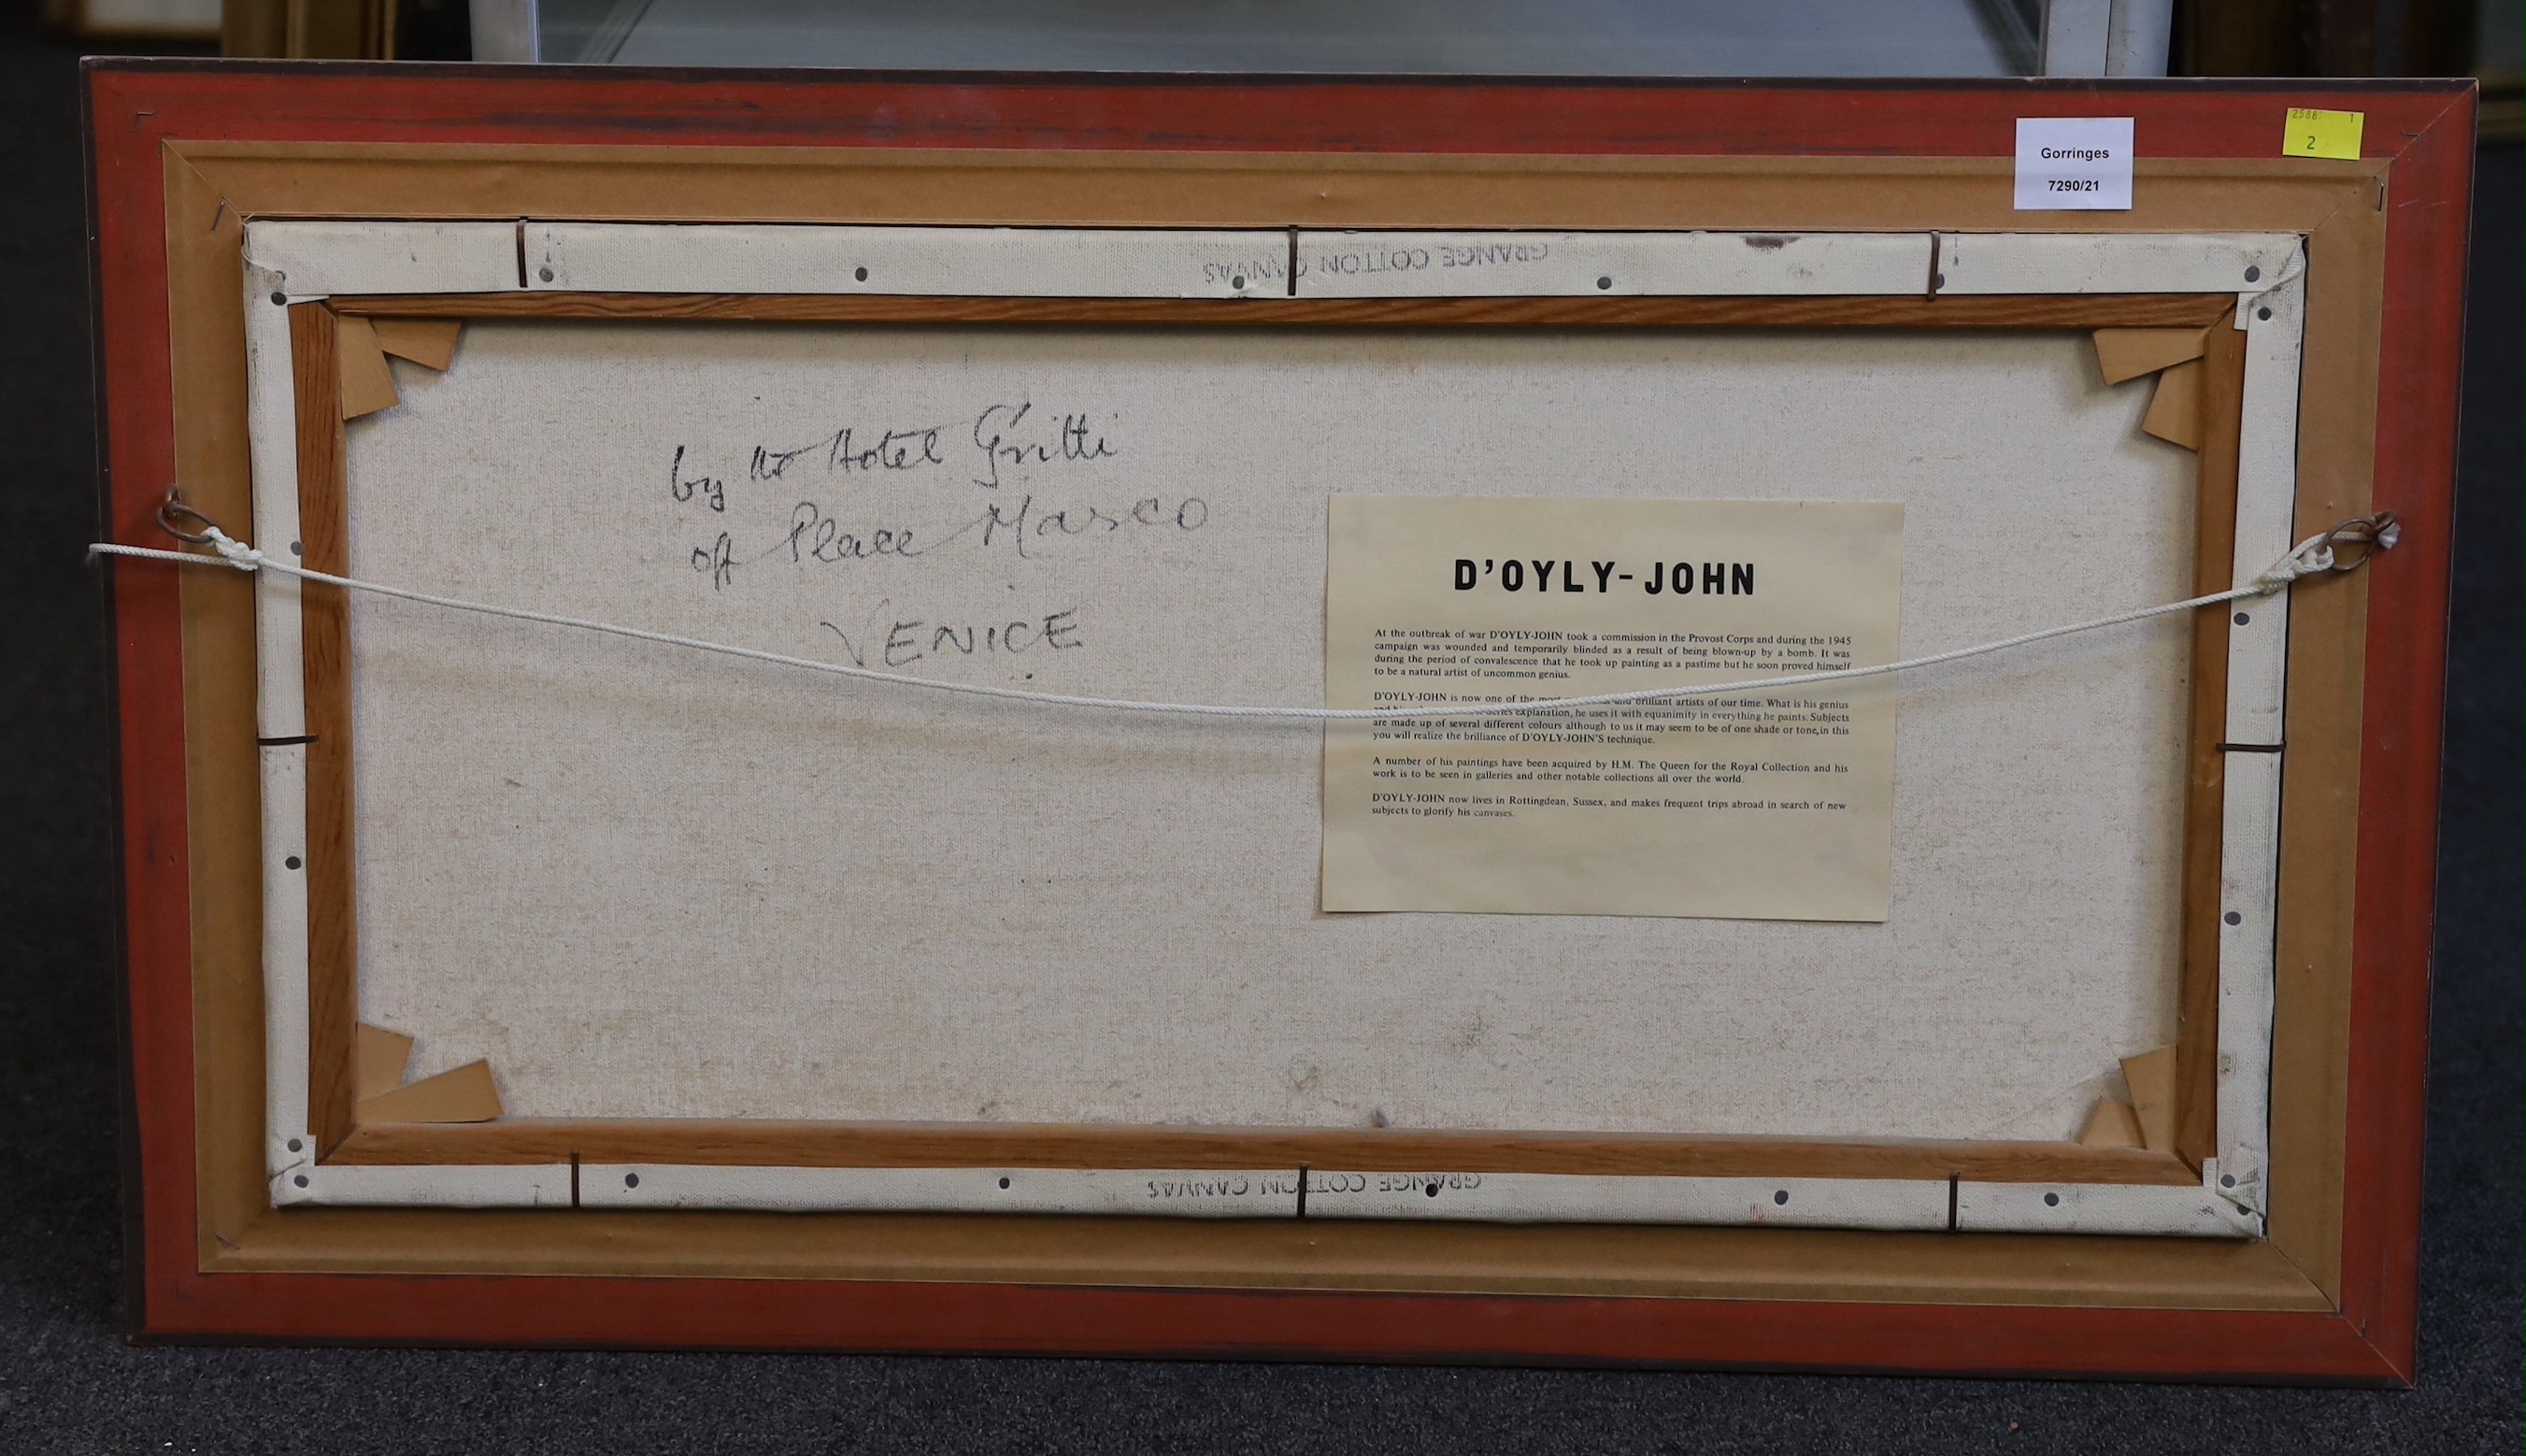 Gorringes
7290/21
2588 1
2
GRANGE COTTON CANVAS
by the Hotel Gritti
off Place Masco
VENICE
D'OYLY-JOHN
At the outbreak of war D'OYLY-JOHN took a commission in the Provost Corps and during the 1945
campaign was wounded and temporarily blinded as a result of being blown-up by a bomb. It was
during the period of convalescence that he took up painting as a pastime but he soon proved himself
to be a natural artist of uncommon genius.
D'OYLY-JOHN is now one of the most and brilliant artists of our time. What is his genius
explanation, he uses it with equanimity in everything he paints. Subjects
are made up of several different colours although to us it may seem to be of one shade or tone, in this
you will realize the brilliance of D'OYLY-JOHN'S technique.
A number of his paintings have been acquired by H.M. The Queen for the Royal Collection and his
work is to be seen in galleries and other notable collections all over the world.
D'OYLY-JOHN now lives in Rottingdean, Sussex, and makes frequent trips abroad in search of new
subjects to glorify his canvases.
GRANGE COTTON CANVAS